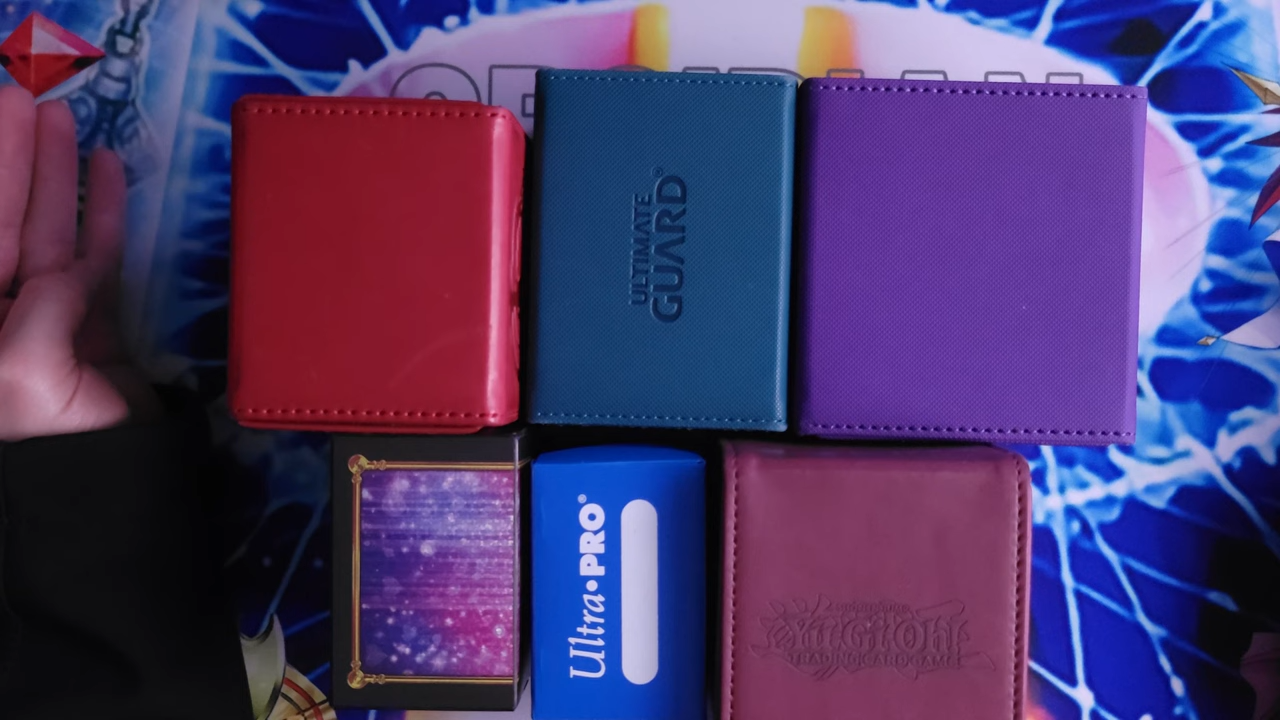 ULTIMATE
GUARD®
Ultra•PRO®
Yu-Gi-Oh!
TRADING CARD GAME